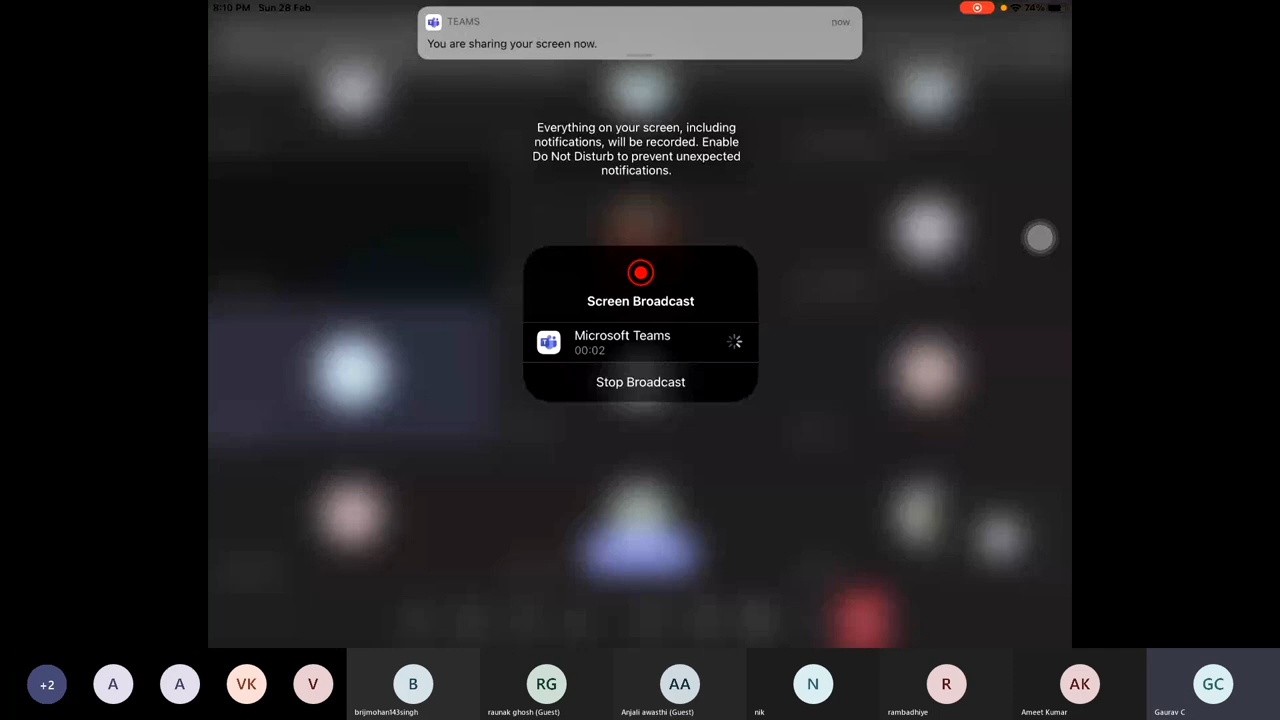 8:10 PM Sun 28 Fab
74%
TEAMS
now
You are sharing your screen now.
Everything on your screen, including
notifications, will be recorded. Enable
Do Not Disturb to prevent unexpected
notifications.
Screen Broadcast
Microsoft Teams
00:02
Stop Broadcast
+2
A
A
VK
V
B
RG
AA
N
R
AK
GC
brijmohan143singh
raunak ghosh (Guest)
Anjali awasthi (Guest)
nik
rambadhiye
Ameet Kumar
Gaurav C